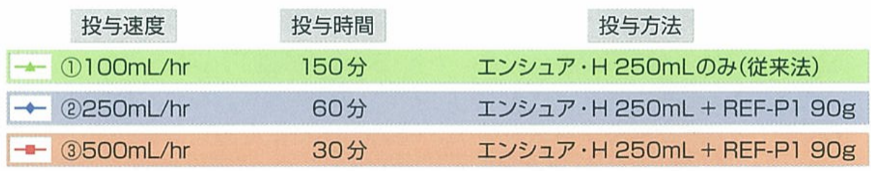 投与速度 投与時間 投与方法
①100mL/hr 150分 エンシュア・H 250mLのみ(従来法)
②250mL/hr 60分 エンシュア・H 250mL + REF-P1 90g
③500mL/hr 30分 エンシュア・H 250mL + REF-P1 90g